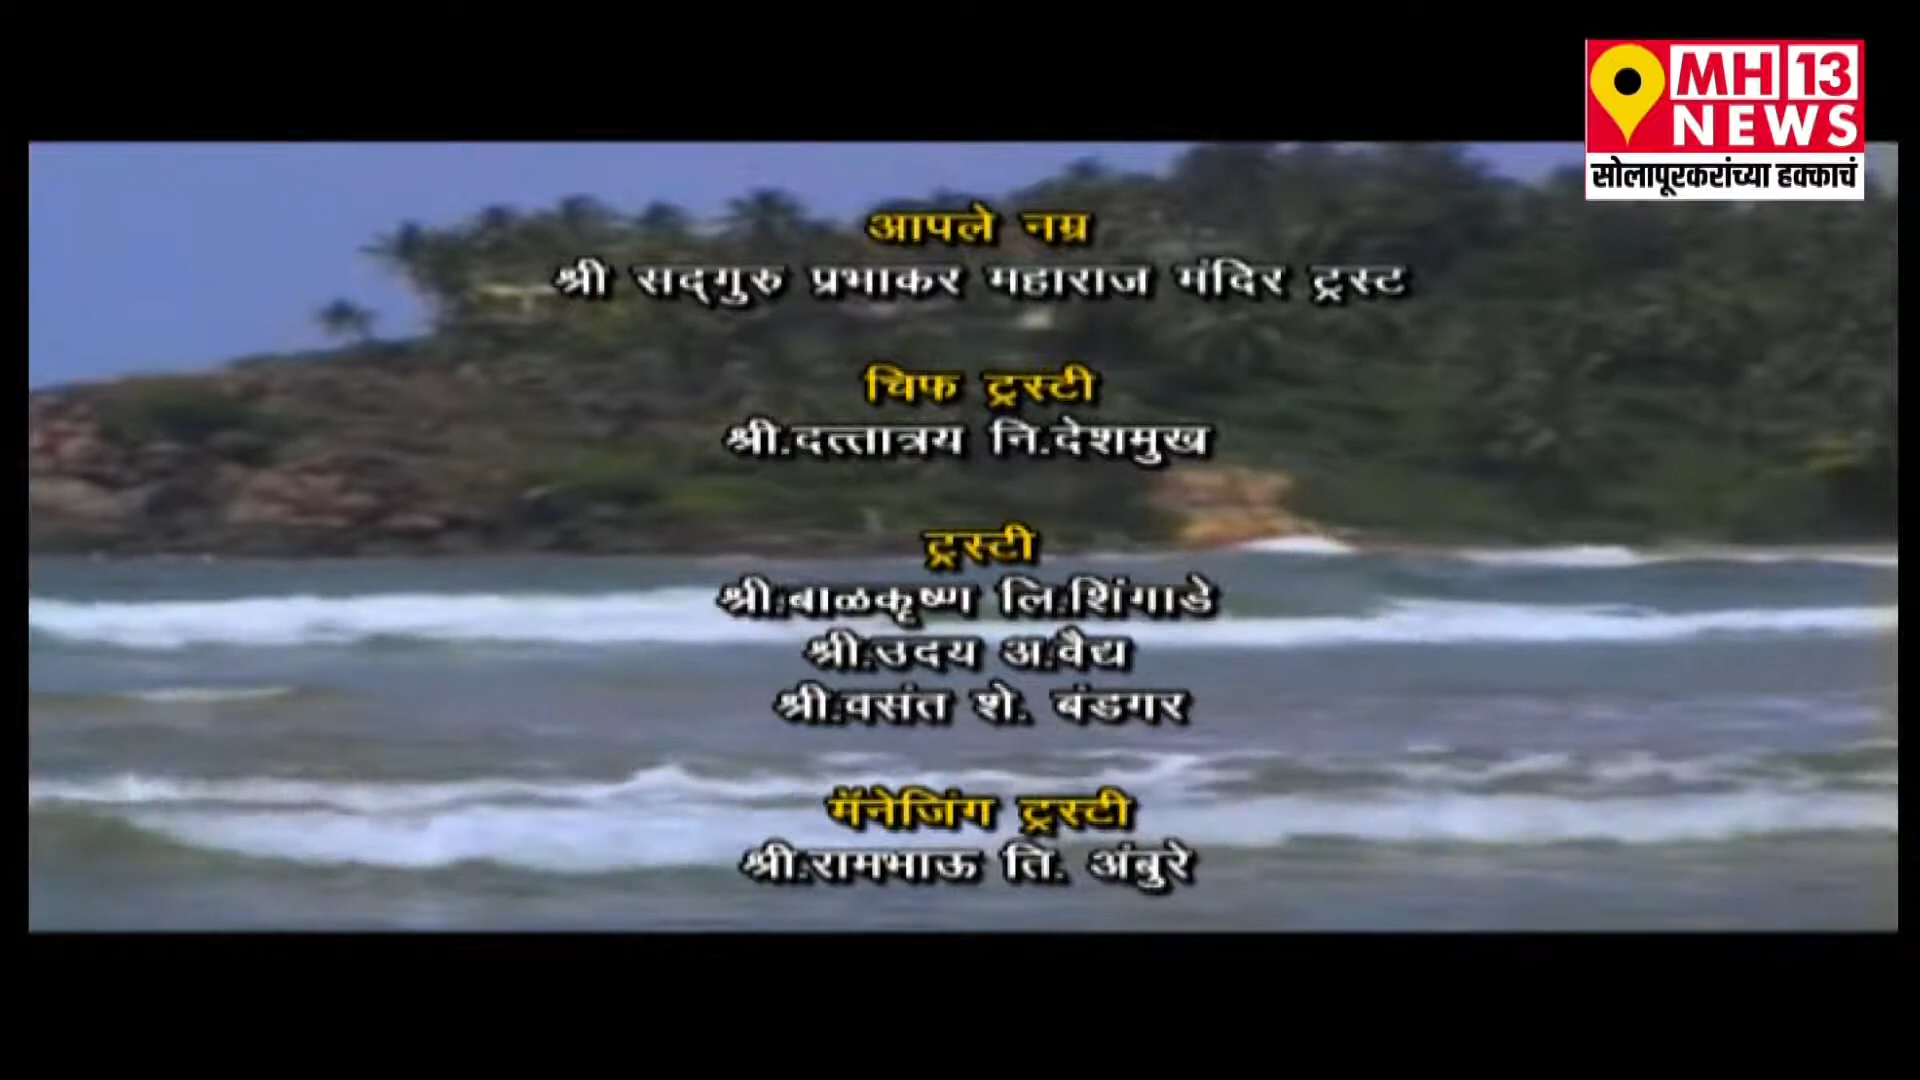 MH 13
NEWS
सोलापूरकरांच्या हक्काचं
आपले नम्र
श्री सद्‌गुरु प्रभाकर महाराज मंदिर ट्रस्ट
चिफ ट्रस्टी
श्री.दत्तात्रय नि.देशमुख
ट्रस्टी
श्री.बाळकृष्ण लि.शिंगाडे
श्री.उदय अ.वैद्य
श्री.वसंत शे. बंडगर
मॅनेजिंग ट्रस्टी
श्री.रामभाऊ ति. अंबुरे